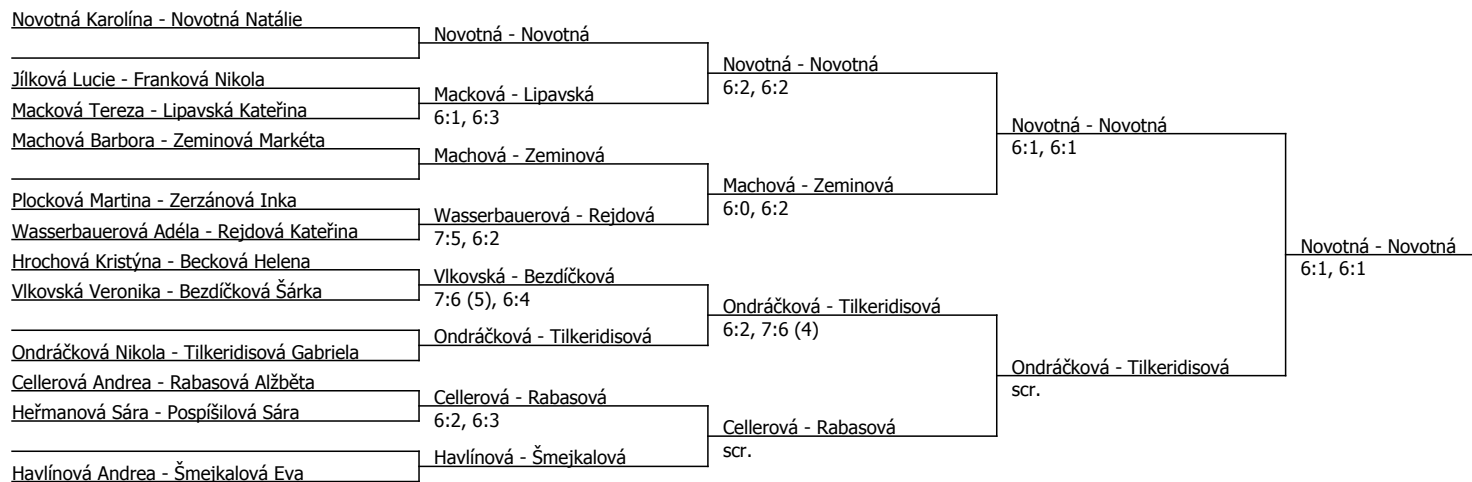 Novotná Karolína - Novotná Natálie
Jílková Lucie - Franková Nikola
Macková Tereza - Lipavská Kateřina
Machová Barbora - Zeminová Markéta
Plocková Martina - Zerzánová Inka
Wasserbauerová Adéla - Rejdová Kateřina
Hrochová Kristýna - Becková Helena
Vlkovská Veronika - Bezdíčková Šárka
Ondráčková Nikola - Tilkeridisová Gabriela
Cellerová Andrea - Rabasová Alžběta
Heřmanová Sára - Pospíšilová Sára
Havlínová Andrea - Šmejkalová Eva
Novotná - Novotná
Macková - Lipavská
6:1, 6:3
Machová - Zeminová
Wasserbauerová - Rejdová
7:5, 6:2
Vlkovská - Bezdíčková
7:6 (5), 6:4
Ondráčková - Tilkeridisová
Cellerová - Rabasová
6:2, 6:3
Havlínová - Šmejkalová
Novotná - Novotná
6:2, 6:2
Machová - Zeminová
6:0, 6:2
Ondráčková - Tilkeridisová
6:2, 7:6 (4)
Cellerová - Rabasová
scr.
Novotná - Novotná
6:1, 6:1
Ondráčková - Tilkeridisová
scr.
Novotná - Novotná
6:1, 6:1